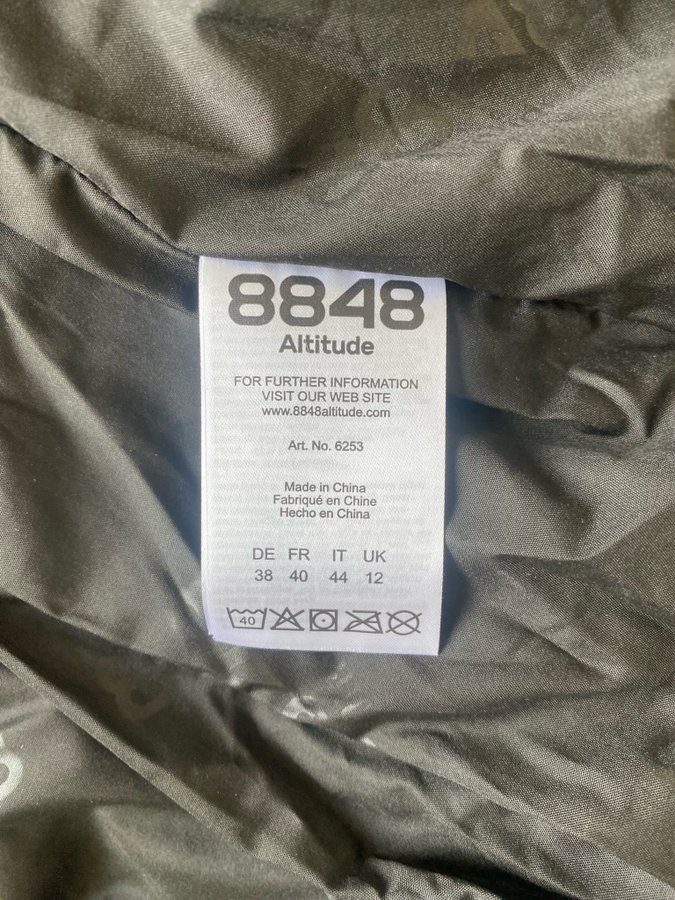 8848
Altitude
FOR FURTHER INFORMATION
VISIT OUR WEB SITE
www.8848altitude.com
Art. No. 6253
Made in China
Fabriqué en Chine
Hecho en China
DE FR IT UK
38 40 44 12
40